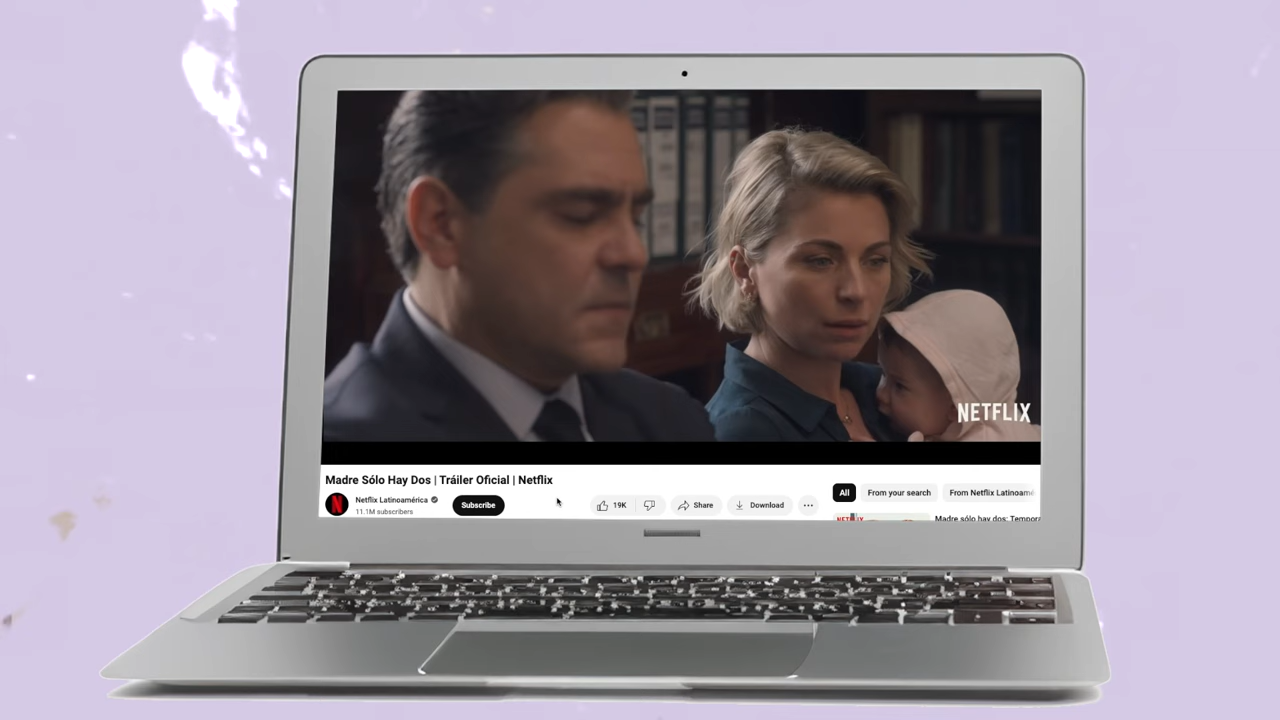 NETFLIX
Madre Sólo Hay Dos | Tráiler Oficial | Netflix
Netflix Latinoamérica
11.1M subscribers
Subscribe
19K
Share
Download
All
From your search
From Netflix Latinoamé
NETFLIX
Madre sólo hay dos: Tempora